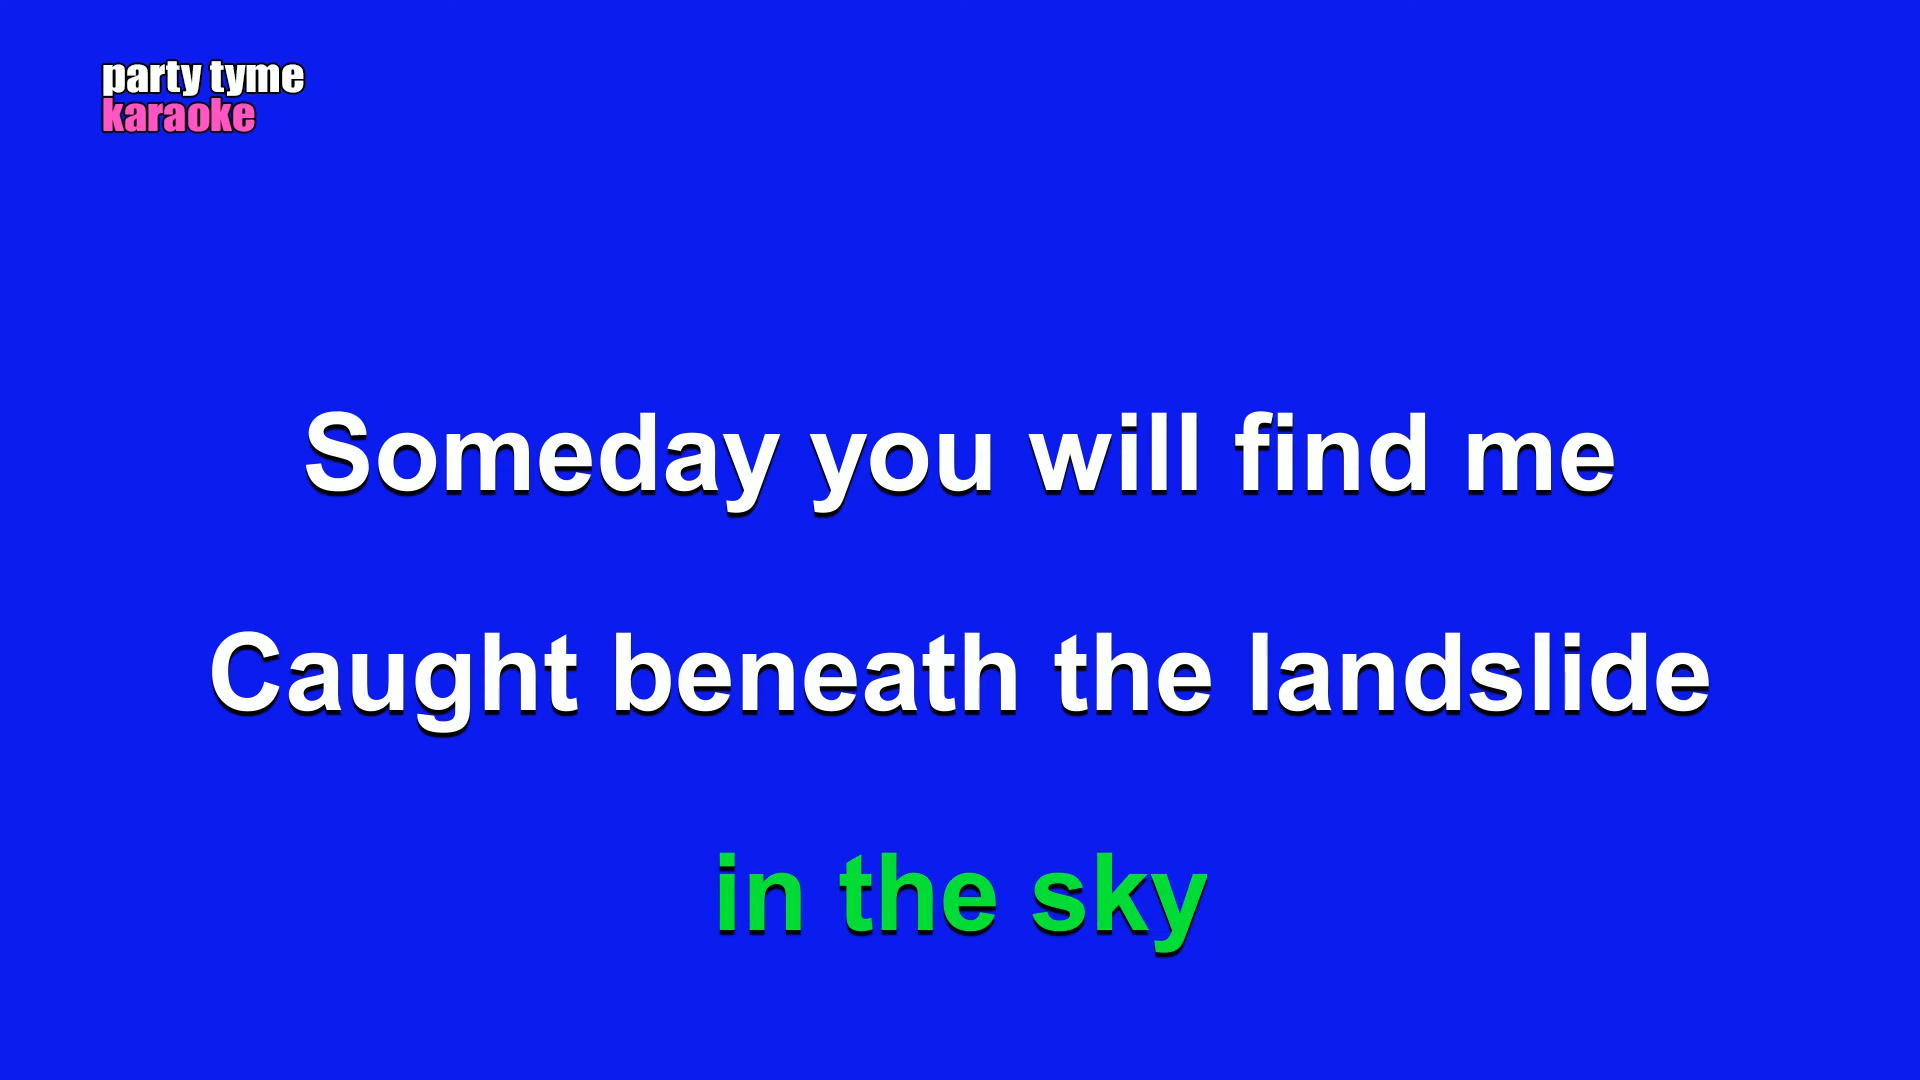 party tyme
karaoke
Someday you will find me
Caught beneath the landslide
in the sky